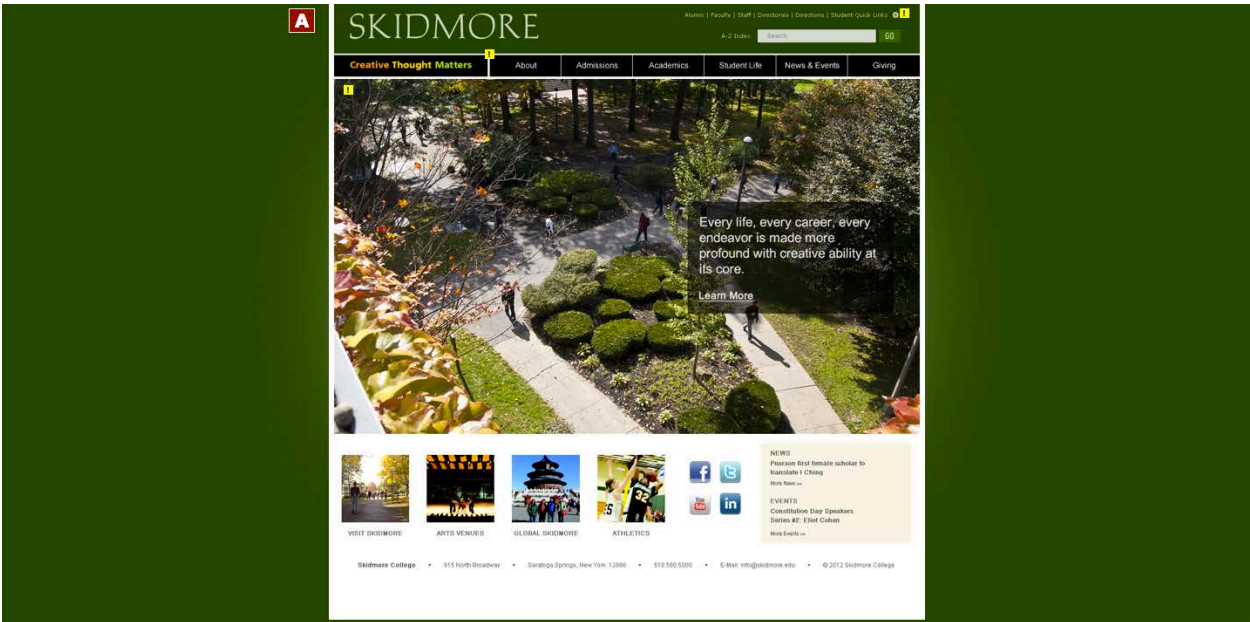 A
SKIDMORE
Alumni | Faculty | Staff | Directories | Directions | Student Quick Links !
A-Z Index Search GO
!
Creative Thought Matters About Admissions Academics Student Life News & Events Giving
!
Every life, every career, every
endeavor is made more
profound with creative ability at
its core.
Learn More
NEWS
Pearson first female scholar to
translate I Ching
More News >>
EVENTS
Constitution Day Speakers
Series #2: Eliot Cohen
More Events >>
f t
You Tube in
32
VISIT SKIDMORE ARTS VENUES GLOBAL SKIDMORE ATHLETICS
Skidmore College • 815 North Broadway • Saratoga Springs, New York 12866 • 518.580.5000 • E-Mail: info@skidmore.edu • © 2012 Skidmore College